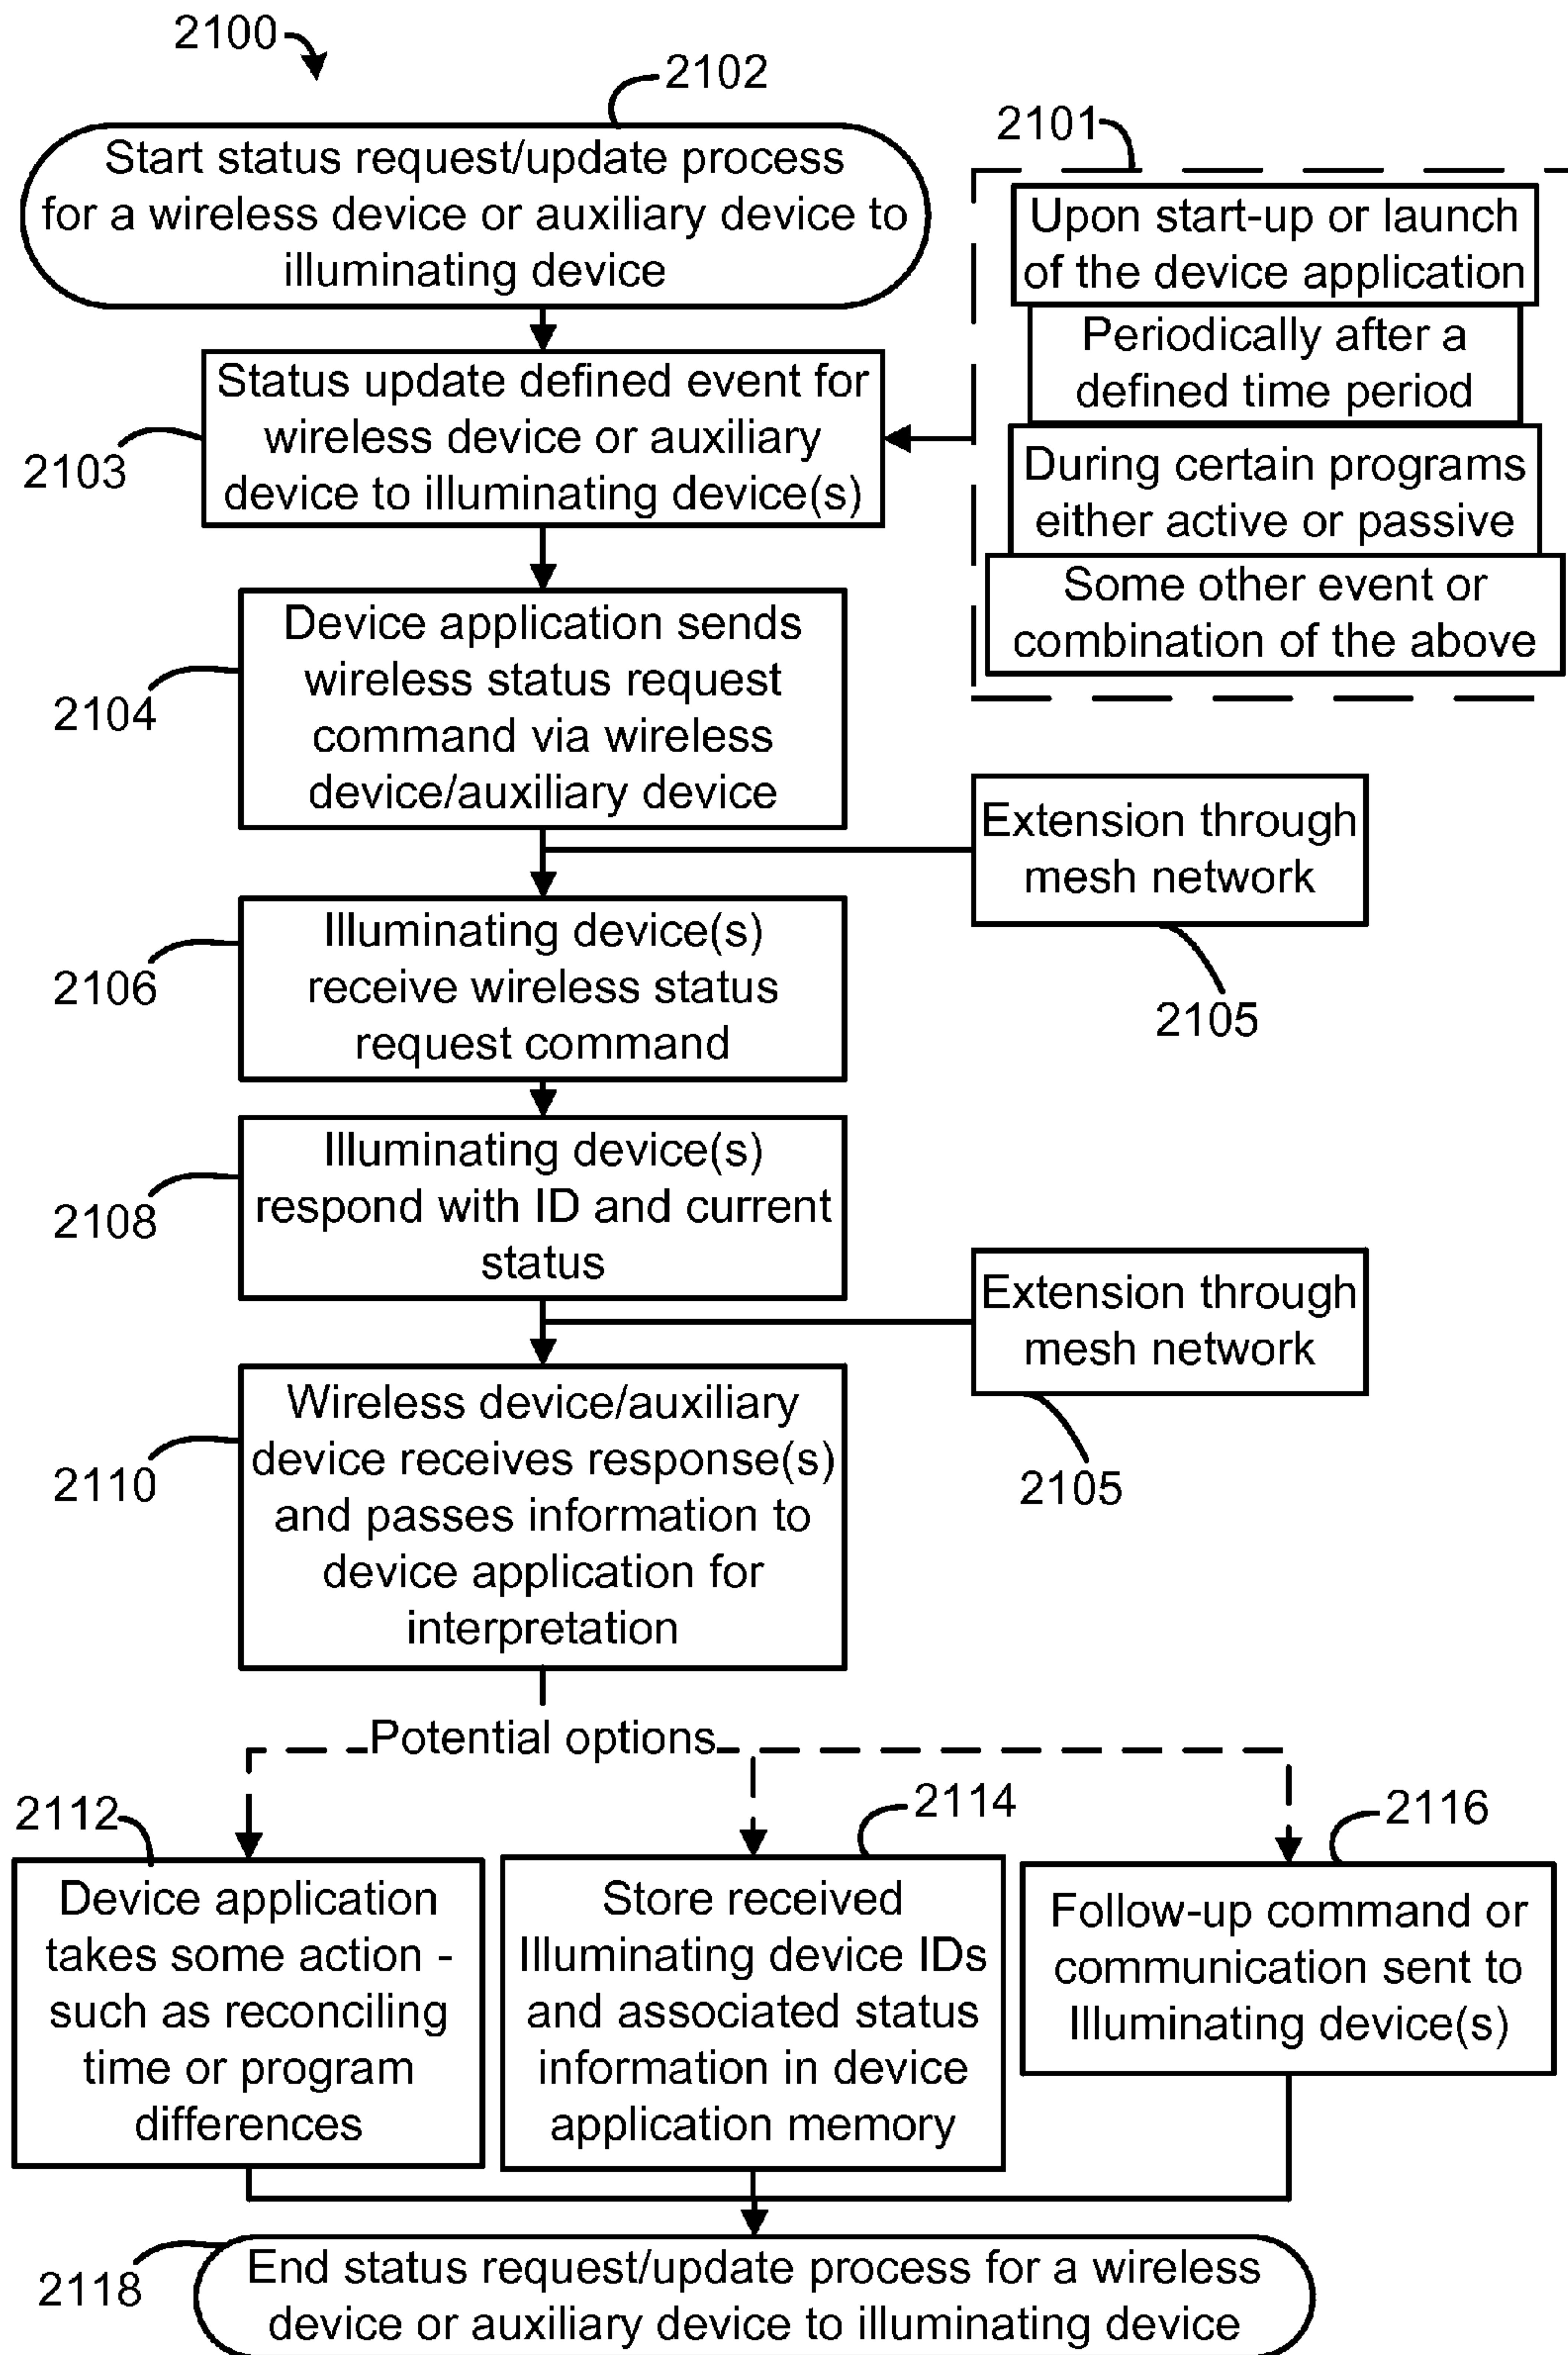 2100
2102
Start status request/update process
for a wireless device or auxiliary device to
illuminating device
2101
Upon start-up or launch
of the device application
Periodically after a
defined time period
During certain programs
either active or passive
Some other event or
combination of the above
Status update defined event for
wireless device or auxiliary
device to illuminating device(s)
2103
Device application sends
wireless status request
command via wireless
device/auxiliary device
2104
Extension through
mesh network
2105
Illuminating device(s)
receive wireless status
request command
2106
Illuminating device(s)
respond with ID and current
status
2108
Extension through
mesh network
2105
Wireless device/auxiliary
device receives response(s)
and passes information to
device application for
interpretation
2110
Potential options
2112
Device application
takes some action -
such as reconciling
time or program
differences
2114
Store received
Illuminating device IDs
and associated status
information in device
application memory
2116
Follow-up command or
communication sent to
Illuminating device(s)
2118
End status request/update process for a wireless
device or auxiliary device to illuminating device